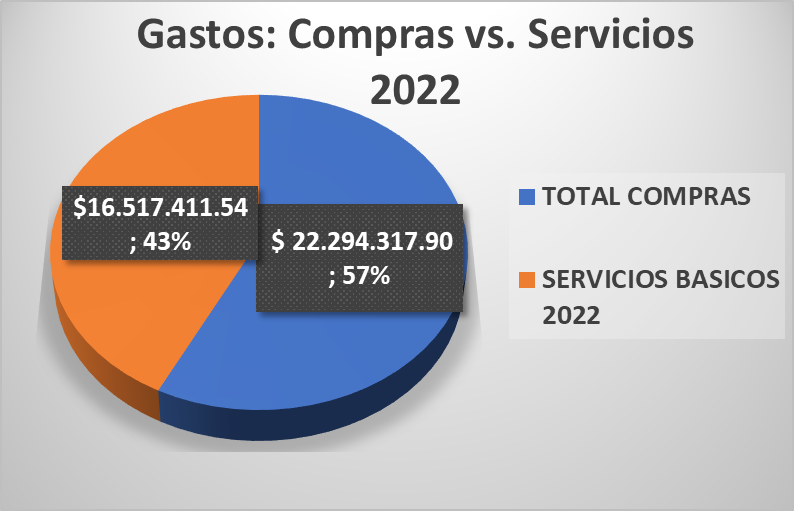 Gastos: Compras vs. Servicios
2022
$16.517.411.54
; 43%
$ 22.294.317.90
; 57%
TOTAL COMPRAS
SERVICIOS BASICOS
2022